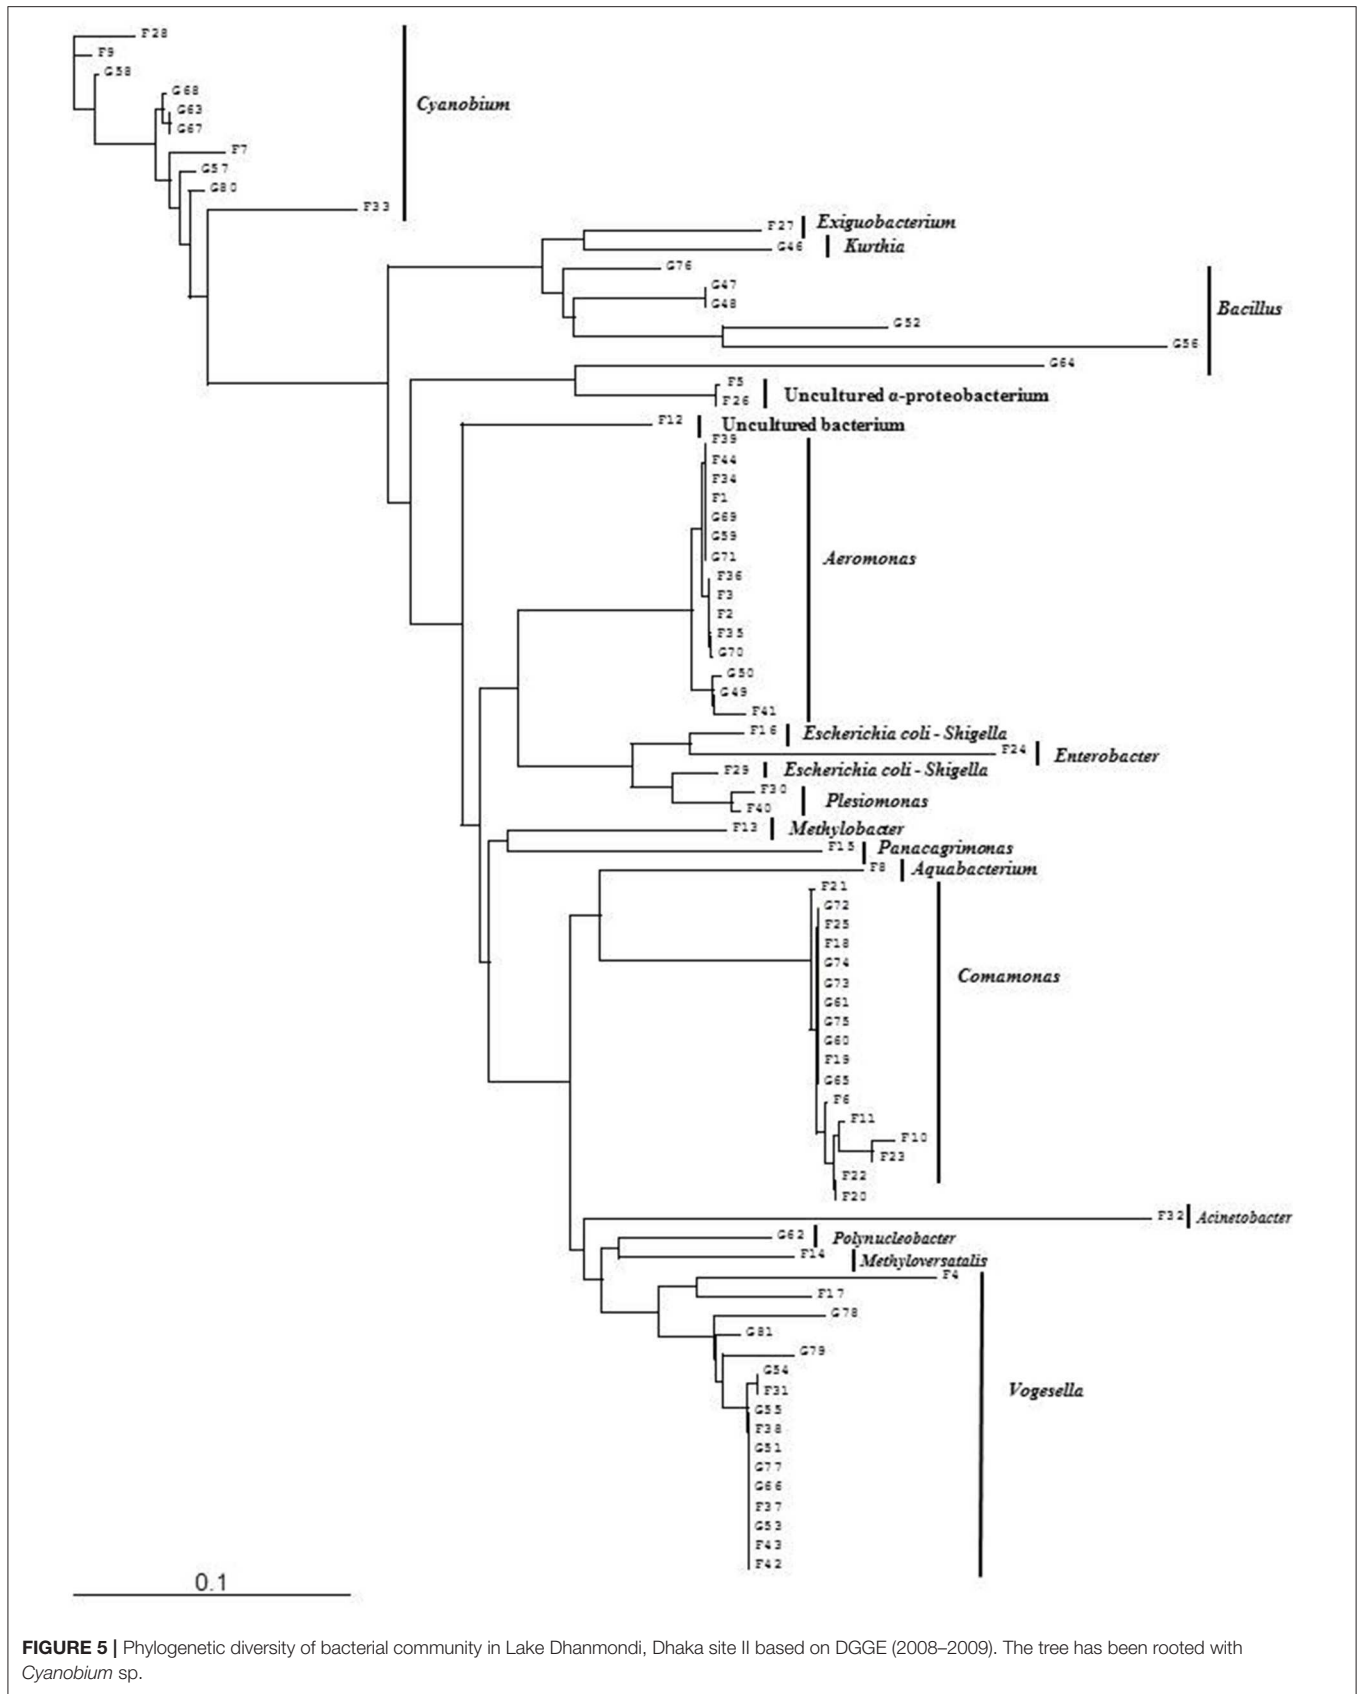 F28
F9
G58
G68
Cyanobium
G63
G67
F7
G57
G80
F33
F27 Exiguobacterium
G46 Kurthia
G76
G47
G48
Bacillus
G52
G56
G64
F5
F26 Uncultured α-proteobacterium
F12 Uncultured bacterium
F39
F44
F34
F1
G69
G59
G71 Aeromonas
F36
F3
F2
F35
G70
G50
G49
F41
F16 Escherichia coli - Shigella
F24 Enterobacter
F29 Escherichia coli - Shigella
F30
Plesiomonas
F40
F13 Methylobacter
F15 Panacagrimonas
F8 Aquabacterium
F21
G72
F25
F18
G74
Comamonas
G73
G61
G75
G60
F19
G65
F6
F11
F10
F23
F22
F20
F32 Acinetobacter
G62 Polynucleobacter
F14 Methyloversatalis
F4
F17
G78
G81
G79
G54
F31 Vogesella
G55
F38
G51
G77
G66
F37
G53
F43
F42
0.1
FIGURE 5 | Phylogenetic diversity of bacterial community in Lake Dhanmondi, Dhaka site II based on DGGE (2008–2009). The tree has been rooted with
Cyanobium sp.